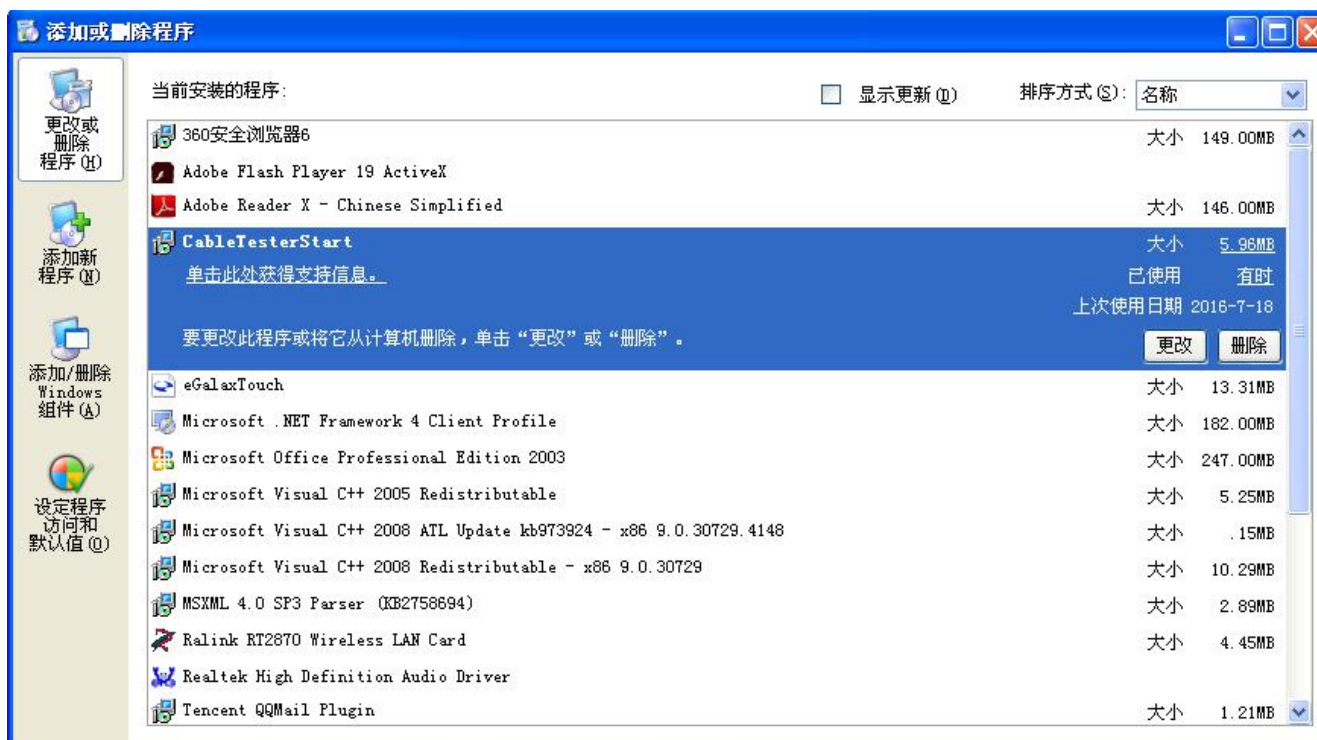 添加或删除程序
更改或
删除
程序(H)
添加新
程序(N)
添加/删除
Windows
组件(A)
设定程序
访问和
默认值(O)
当前安装的程序:
显示更新(D)
排序方式(S): 名称
360安全浏览器6 大小 149.00MB
Adobe Flash Player 19 ActiveX
Adobe Reader X - Chinese Simplified 大小 146.00MB
CableTesterStart 大小 5.96MB
单击此处获得支持信息。 已使用 有时
上次使用日期 2016-7-18
要更改此程序或将它从计算机删除，单击“更改”或“删除”。 更改 删除
eGalaxTouch 大小 13.31MB
Microsoft .NET Framework 4 Client Profile 大小 182.00MB
Microsoft Office Professional Edition 2003 大小 247.00MB
Microsoft Visual C++ 2005 Redistributable 大小 5.25MB
Microsoft Visual C++ 2008 ATL Update kb973924 - x86 9.0.30729.4148 大小 .15MB
Microsoft Visual C++ 2008 Redistributable - x86 9.0.30729 大小 10.29MB
MSXML 4.0 SP3 Parser (KB2758694) 大小 2.89MB
Ralink RT2870 Wireless LAN Card 大小 4.45MB
Realtek High Definition Audio Driver
Tencent QQMail Plugin 大小 1.21MB